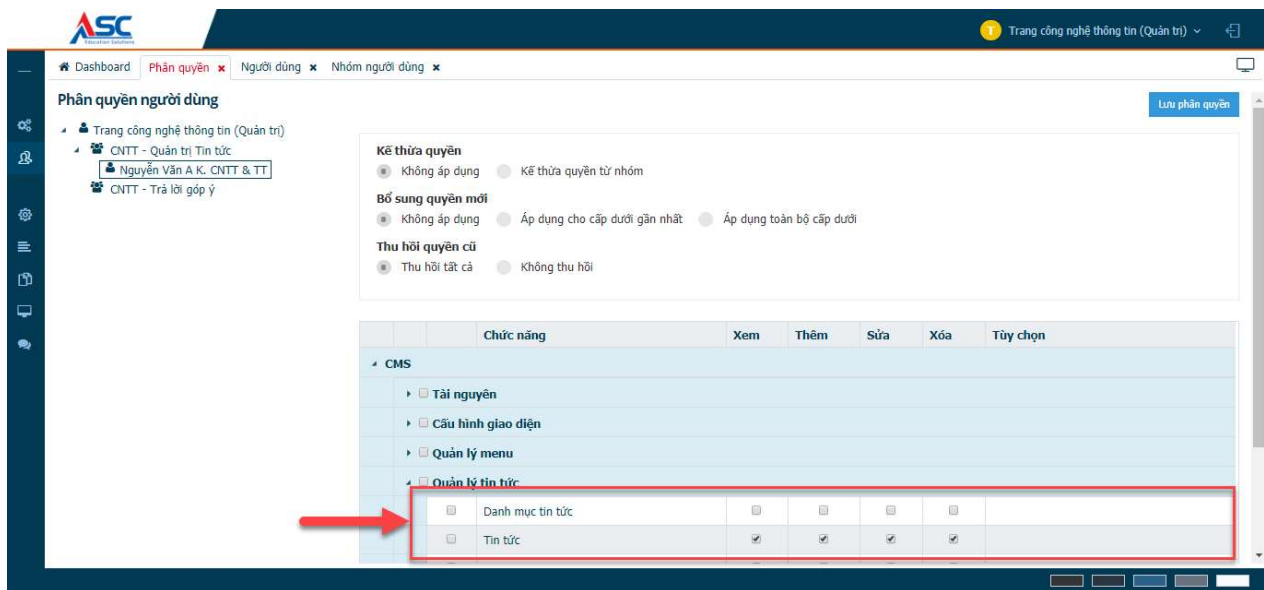 ASC
Education Solutions
T Trang công nghệ thông tin (Quản trị)
Dashboard Phân quyền × Người dùng × Nhóm người dùng ×
Phân quyền người dùng
Lưu phân quyền
Trang công nghệ thông tin (Quản trị)
CNTT - Quản trị Tin tức
Nguyễn Văn A K. CNTT & TT
CNTT - Trả lời góp ý
Kế thừa quyền
Không áp dụng Kế thừa quyền từ nhóm
Bổ sung quyền mới
Không áp dụng Áp dụng cho cấp dưới gần nhất Áp dụng toàn bộ cấp dưới
Thu hồi quyền cũ
Thu hồi tất cả Không thu hồi
Chức năng Xem Thêm Sửa Xóa Tùy chọn
CMS
Tài nguyên
Cấu hình giao diện
Quản lý menu
Quản lý tin tức
Danh mục tin tức
Tin tức